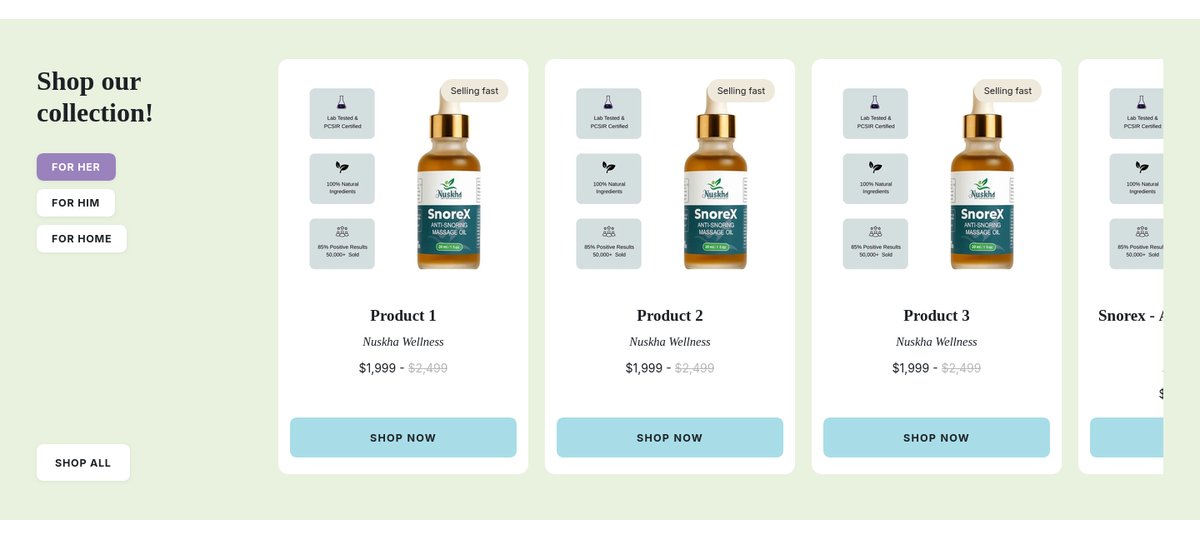 Shop our
collection!
FOR HER
FOR HIM
FOR HOME
SHOP ALL
Selling fast
Lab Tested &
PCSIR Certified
100% Natural
Ingredients
85% Positive Results
50,000+ Sold
Nuskha
SnoreX
ANTI-SNORING
MASSAGE OIL
Product 1
Nuskha Wellness
$1,999 - $2,499
SHOP NOW
Selling fast
Lab Tested &
PCSIR Certified
100% Natural
Ingredients
85% Positive Results
50,000+ Sold
Nuskha
SnoreX
ANTI-SNORING
MASSAGE OIL
Product 2
Nuskha Wellness
$1,999 - $2,499
SHOP NOW
Selling fast
Lab Tested &
PCSIR Certified
100% Natural
Ingredients
85% Positive Results
50,000+ Sold
Nuskha
SnoreX
ANTI-SNORING
MASSAGE OIL
Product 3
Nuskha Wellness
$1,999 - $2,499
SHOP NOW
Lab Tested &
PCSIR Certified
100% Natural
Ingredients
85% Positive Res
50,000+ Sold
Snorex -
$